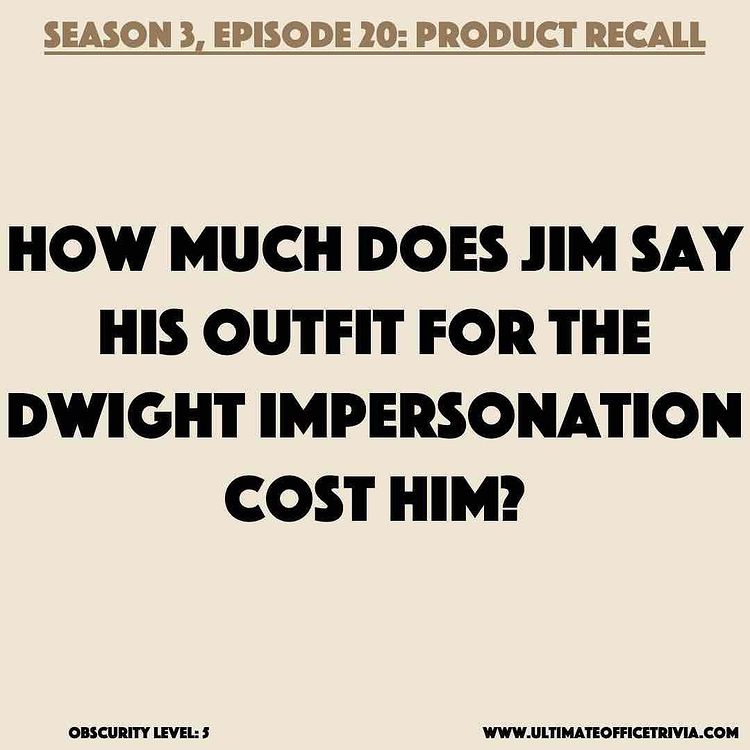 SEASON 3, EPISODE 20: PRODUCT RECALL
HOW MUCH DOES JIM SAY
HIS OUTFIT FOR THE
DWIGHT IMPERSONATION
COST HIM?
OBSCURITY LEVEL: 5
WWW.ULTIMATEOFFICETRIVIA.COM